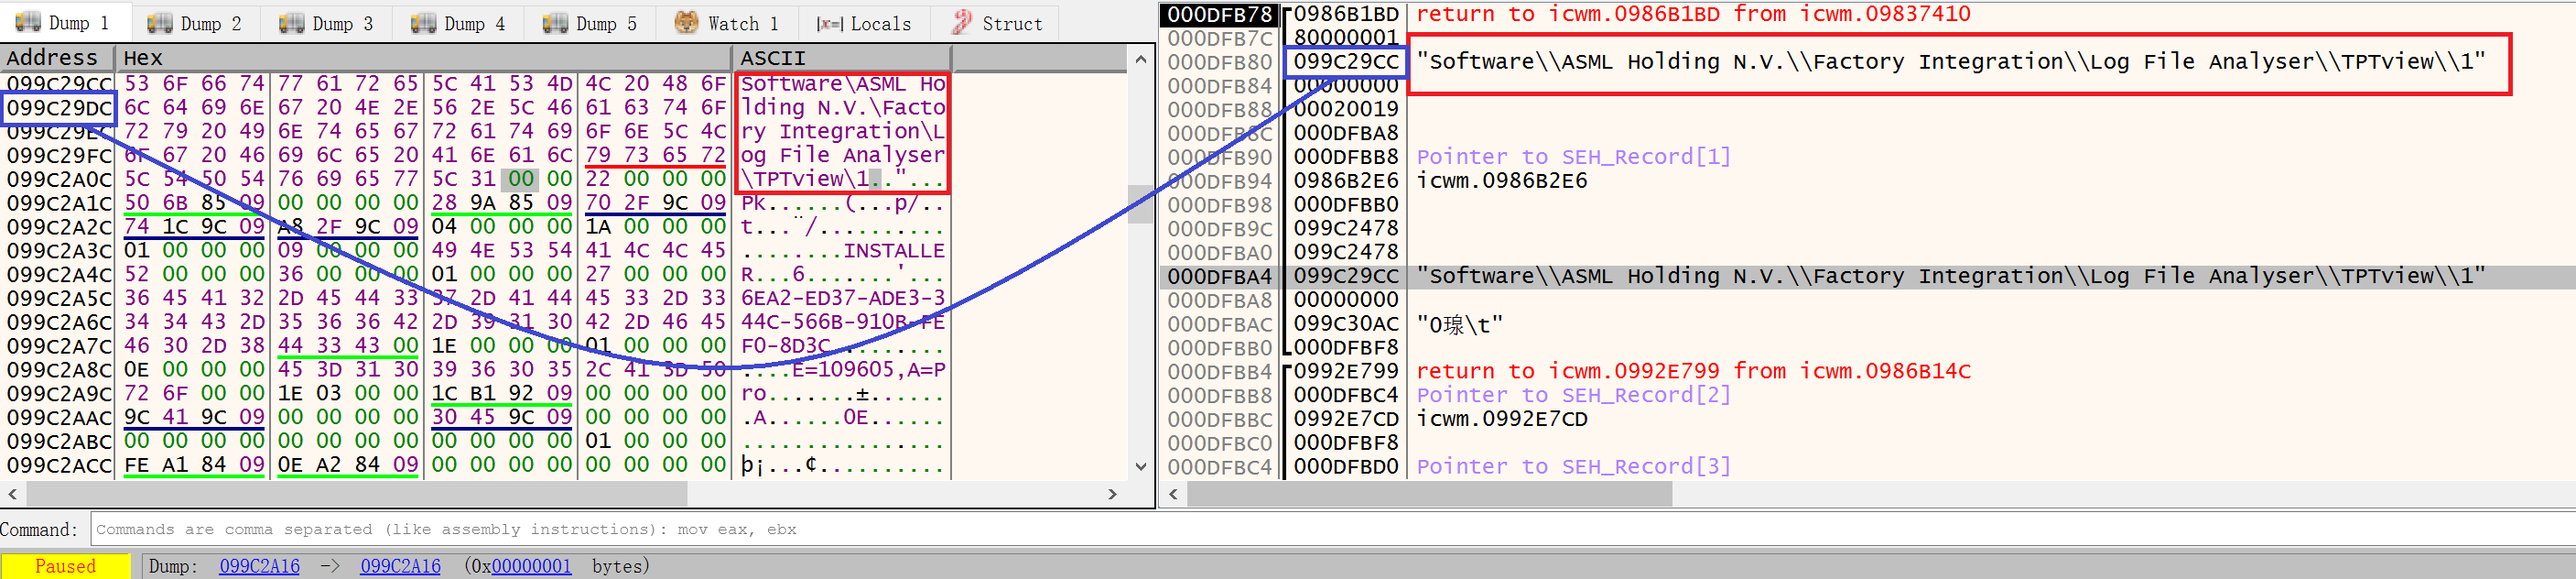 Dump 1 Dump 2 Dump 3 Dump 4 Dump 5 Watch 1 [x=] Locals Struct
Address Hex ASCII
099C29CC 53 6F 66 74 77 61 72 65 5C 41 53 4D 4C 20 48 6F Software\ASML Ho
099C29DC 6C 64 69 6E 67 20 4E 2E 56 2E 5C 46 61 63 74 6F lding N.V.\Facto
099C29EC 72 79 20 49 6E 74 65 67 72 61 74 69 6F 6E 5C 4C ry Integration\L
099C29FC 6F 67 20 46 69 6C 65 20 41 6E 61 6C 79 73 65 72 og File Analyser
099C2A0C 5C 54 50 54 76 69 65 77 5C 31 00 00 22 00 00 00 \TPTview\1.."...
099C2A1C 50 6B 85 09 00 00 00 00 28 9A 85 09 70 2F 9C 09 Pk......(...p/..
099C2A2C 74 1C 9C 09 A8 2F 9C 09 04 00 00 00 1A 00 00 00 t...¨/..........
099C2A3C 01 00 00 00 09 00 00 00 49 4E 53 54 41 4C 4C 45 ........INSTALLE
099C2A4C 52 00 00 00 36 00 00 00 01 00 00 00 27 00 00 00 R...6.......'...
099C2A5C 36 45 41 32 2D 45 44 33 37 2D 41 44 45 33 2D 33 6EA2-ED37-ADE3-3
099C2A6C 34 34 43 2D 35 36 36 42 2D 39 31 30 42 2D 46 45 44C-566B-910B-FE
099C2A7C 46 30 2D 38 44 33 43 00 1E 00 00 00 01 00 00 00 F0-8D3C.........
099C2A8C 0E 00 00 00 45 3D 31 30 39 36 30 35 2C 41 3D 50 ....E=109605,A=P
099C2A9C 72 6F 00 00 1E 03 00 00 1C B1 92 09 00 00 00 00 ro.......±......
099C2AAC 9C 41 9C 09 00 00 00 00 30 45 9C 09 00 00 00 00 .A......0E......
099C2ABC 00 00 00 00 00 00 00 00 00 00 00 00 01 00 00 00 ................
099C2ACC FE A1 84 09 0E A2 84 09 00 00 00 00 00 00 00 00 þ¡...¢..........
000DFB78 0986B1BD return to icwm.0986B1BD from icwm.09837410
000DFB7C 80000001
000DFB80 099C29CC "Software\\ASML Holding N.V.\\Factory Integration\\Log File Analyser\\TPTview\\1"
000DFB84 00000000
000DFB88 00020019
000DFB8C 000DFBA8
000DFB90 000DFBB8 Pointer to SEH_Record[1]
000DFB94 0986B2E6 icwm.0986B2E6
000DFB98 000DFBB0
000DFB9C 099C2478
000DFBA0 099C2478
000DFBA4 099C29CC "Software\\ASML Holding N.V.\\Factory Integration\\Log File Analyser\\TPTview\\1"
000DFBA8 00000000
000DFBAC 099C30AC
000DFBB0 000DFBF8
000DFBB4 0992E799 return to icwm.0992E799 from icwm.0986B14C
000DFBB8 000DFBC4 Pointer to SEH_Record[2]
000DFBBC 0992E7CD icwm.0992E7CD
000DFBC0 000DFBF8
000DFBC4 000DFBD0 Pointer to SEH_Record[3]
Command: Commands are comma separated (like assembly instructions): mov eax, ebx
Paused Dump: 099C2A16 -> 099C2A16 (0x00000001 bytes)